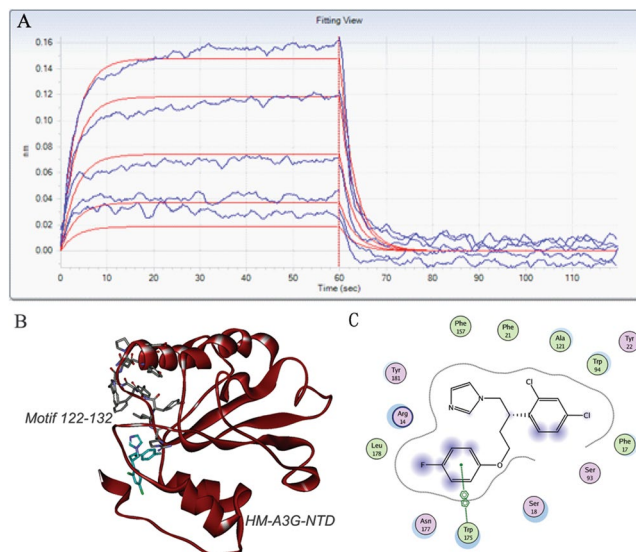 A
Fitting View
0.16
0.14
0.12
0.10
0.08
0.06
0.04
0.02
0.00
nm
0
10
20
30
40
50
60
70
80
90
100
110
Time (sec)
B
Motif 122-132
HM-A3G-NTD
C
Phe
157
Phe
21
Ala
121
Tyr
22
Trp
94
Tyr
181
Arg
14
Leu
178
Phe
17
Ser
93
Ser
18
Asn
177
Trp
175
N
N
Cl
Cl
F
O